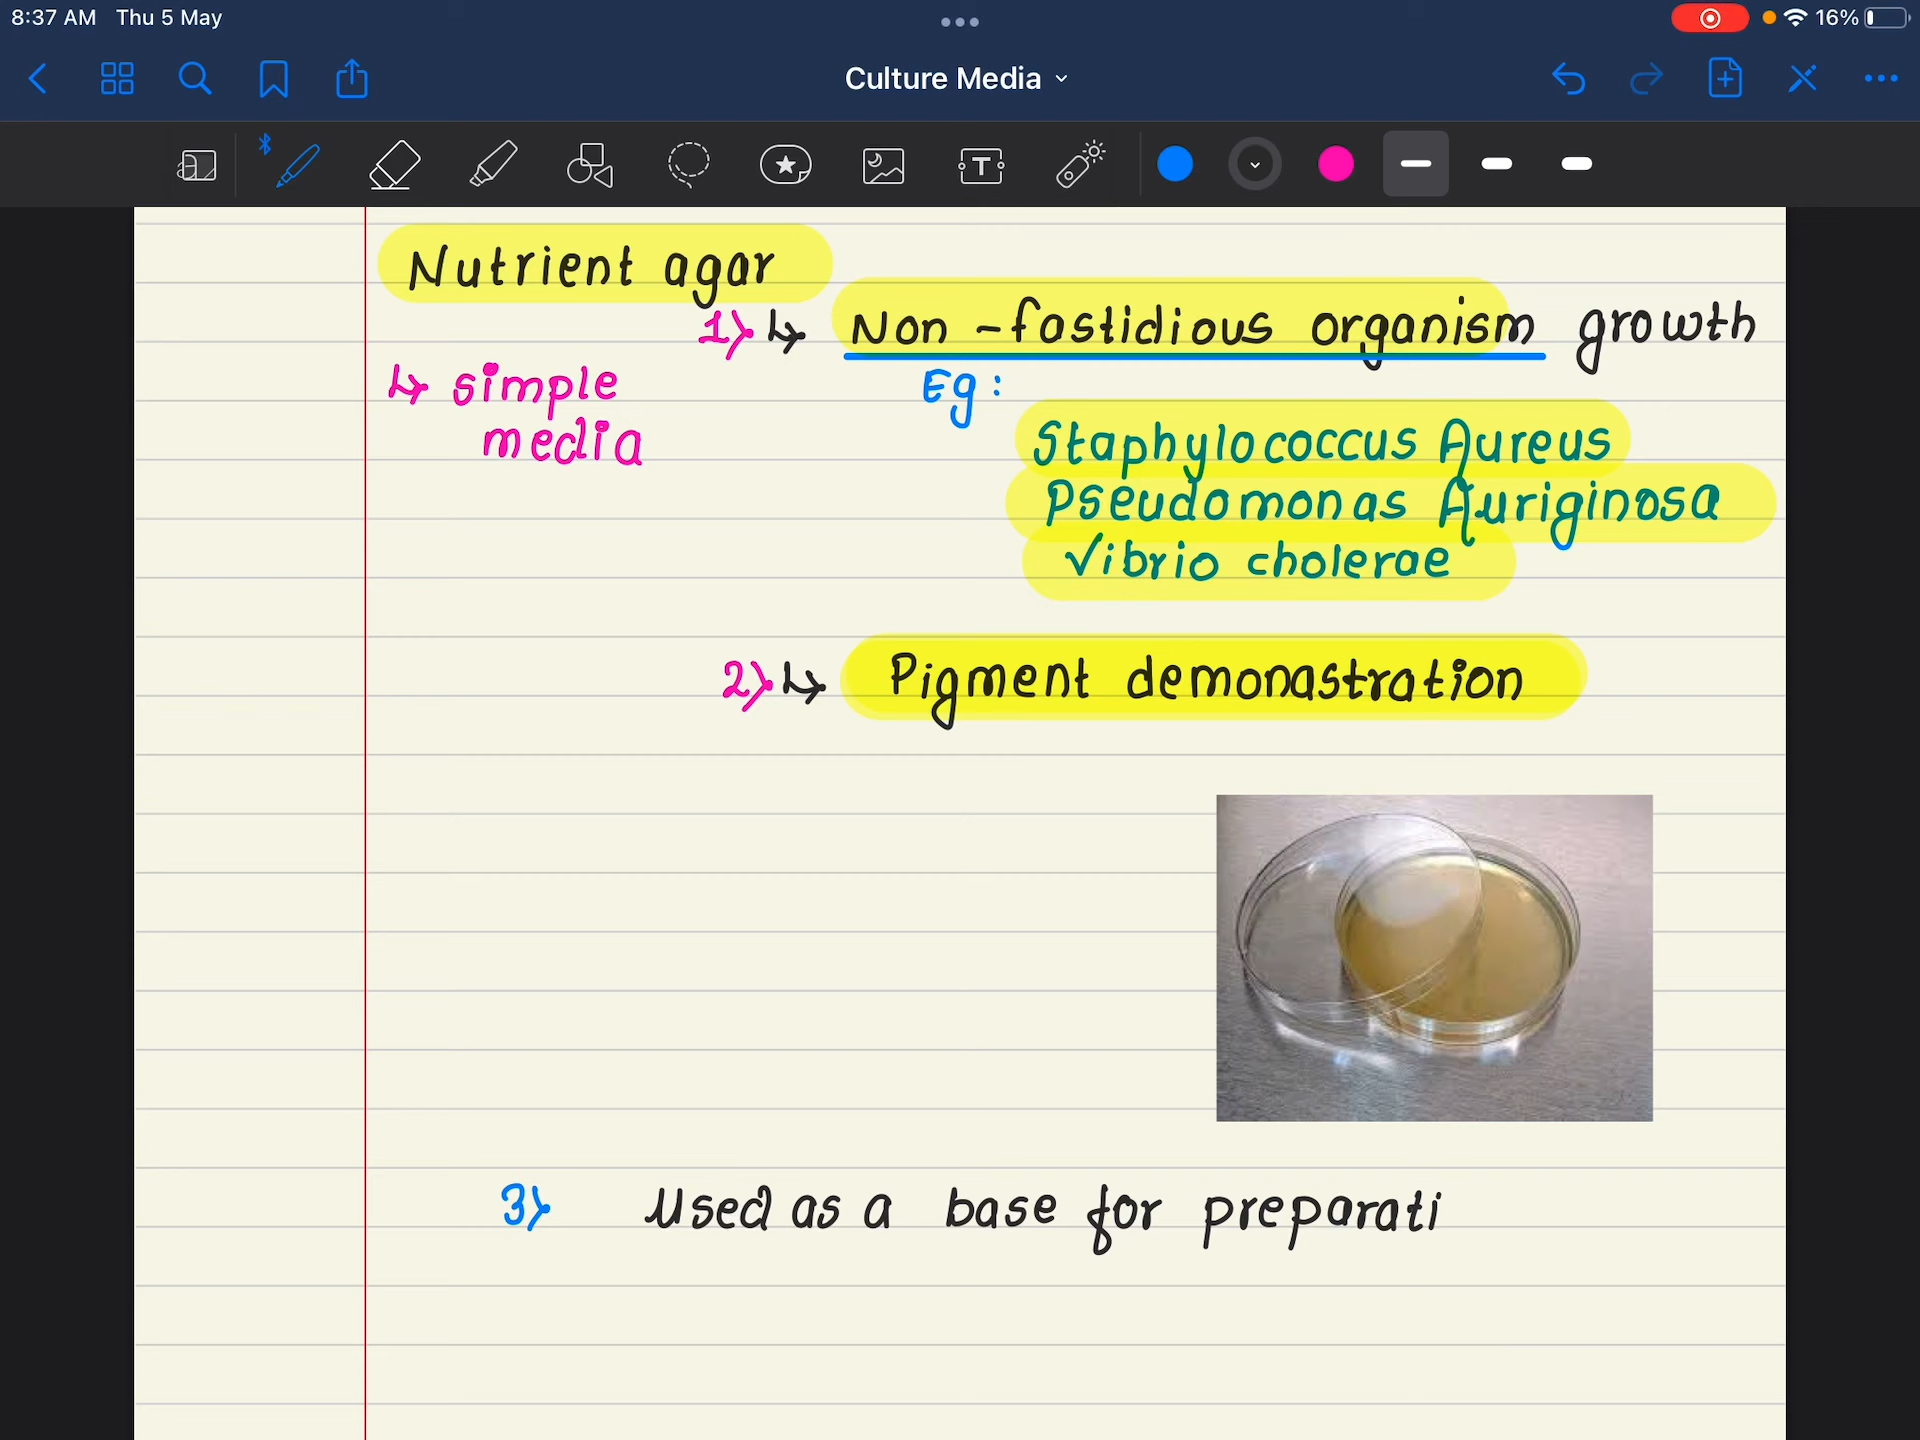 8:37 AM Thu 5 May
16%
Culture Media
Nutrient agar
1) ↳ Non-fastidious organism growth
↳ simple
media
Eg:
Staphylococcus Aureus
Pseudomonas Auriginosa
Vibrio cholerae
2) ↳ Pigment demonastration
3) Used as a base for preparati